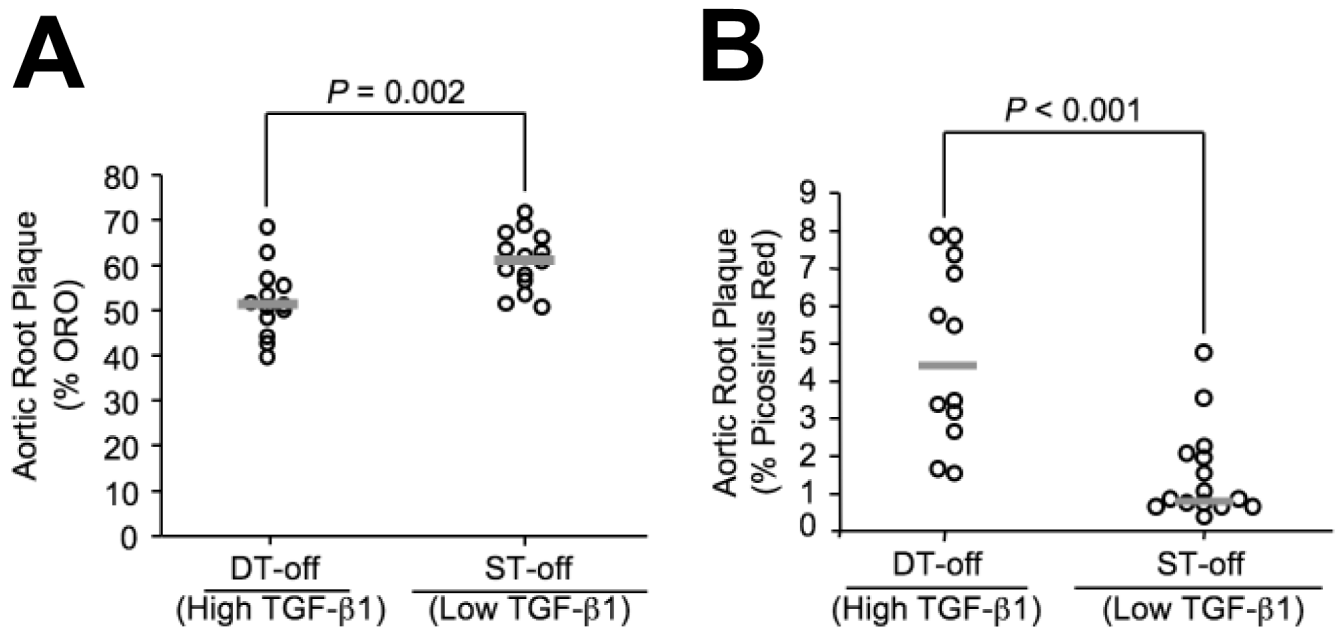 A
P = 0.002
Aortic Root Plaque
(% ORO)
80
70
60
50
40
30
20
10
0
DT-off
(High TGF-β1)
ST-off
(Low TGF-β1)
B
P < 0.001
Aortic Root Plaque
(% Picosirius Red)
9
8
7
6
5
4
3
2
1
0
DT-off
(High TGF-β1)
ST-off
(Low TGF-β1)